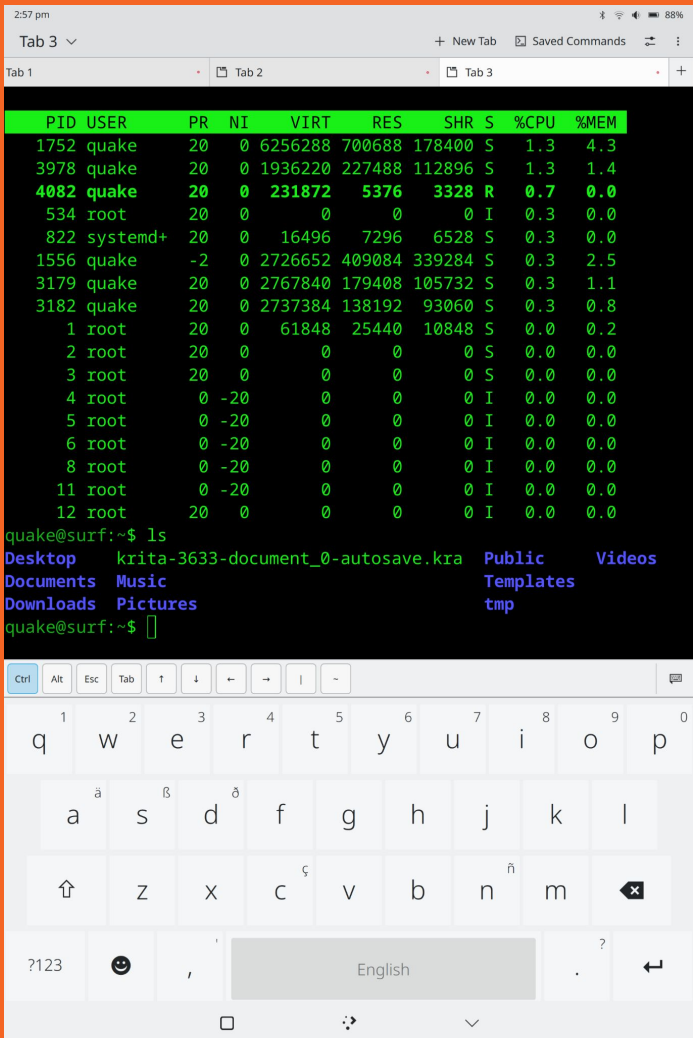 2:57 pm 88%
Tab 3 + New Tab Saved Commands
Tab 1 Tab 2 Tab 3 +
PID USER PR NI VIRT RES SHR S %CPU %MEM
1752 quake 20 0 6256288 700688 178400 S 1.3 4.3
3978 quake 20 0 1936220 227488 112896 S 1.3 1.4
4082 quake 20 0 231872 5376 3328 R 0.7 0.0
534 root 20 0 0 0 0 I 0.3 0.0
822 systemd+ 20 0 16496 7296 6528 S 0.3 0.0
1556 quake -2 0 2726652 409084 339284 S 0.3 2.5
3179 quake 20 0 2767840 179408 105732 S 0.3 1.1
3182 quake 20 0 2737384 138192 93060 S 0.3 0.8
1 root 20 0 61848 25440 10848 S 0.0 0.2
2 root 20 0 0 0 0 S 0.0 0.0
3 root 20 0 0 0 0 S 0.0 0.0
4 root 0 -20 0 0 0 I 0.0 0.0
5 root 0 -20 0 0 0 I 0.0 0.0
6 root 0 -20 0 0 0 I 0.0 0.0
8 root 0 -20 0 0 0 I 0.0 0.0
11 root 0 -20 0 0 0 I 0.0 0.0
12 root 20 0 0 0 0 I 0.0 0.0
quake@surf:~$ ls
Desktop krita-3633-document_0-autosave.kra Public Videos
Documents Music Templates
Downloads Pictures tmp
quake@surf:~$
Ctrl Alt Esc Tab ↑ ↓ ← → | ~
1 2 3 4 5 6 7 8 9 0
q w e r t y u i o p
ä ß ð
a s d f g h j k l
ç ñ
z x c v b n m
' ?
?123 , English .